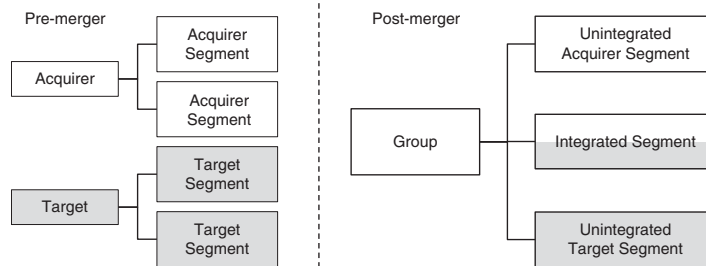 Pre-merger
Acquirer
Acquirer
Segment
Acquirer
Segment
Target
Target
Segment
Target
Segment
Post-merger
Group
Unintegrated
Acquirer Segment
Integrated Segment
Unintegrated
Target Segment